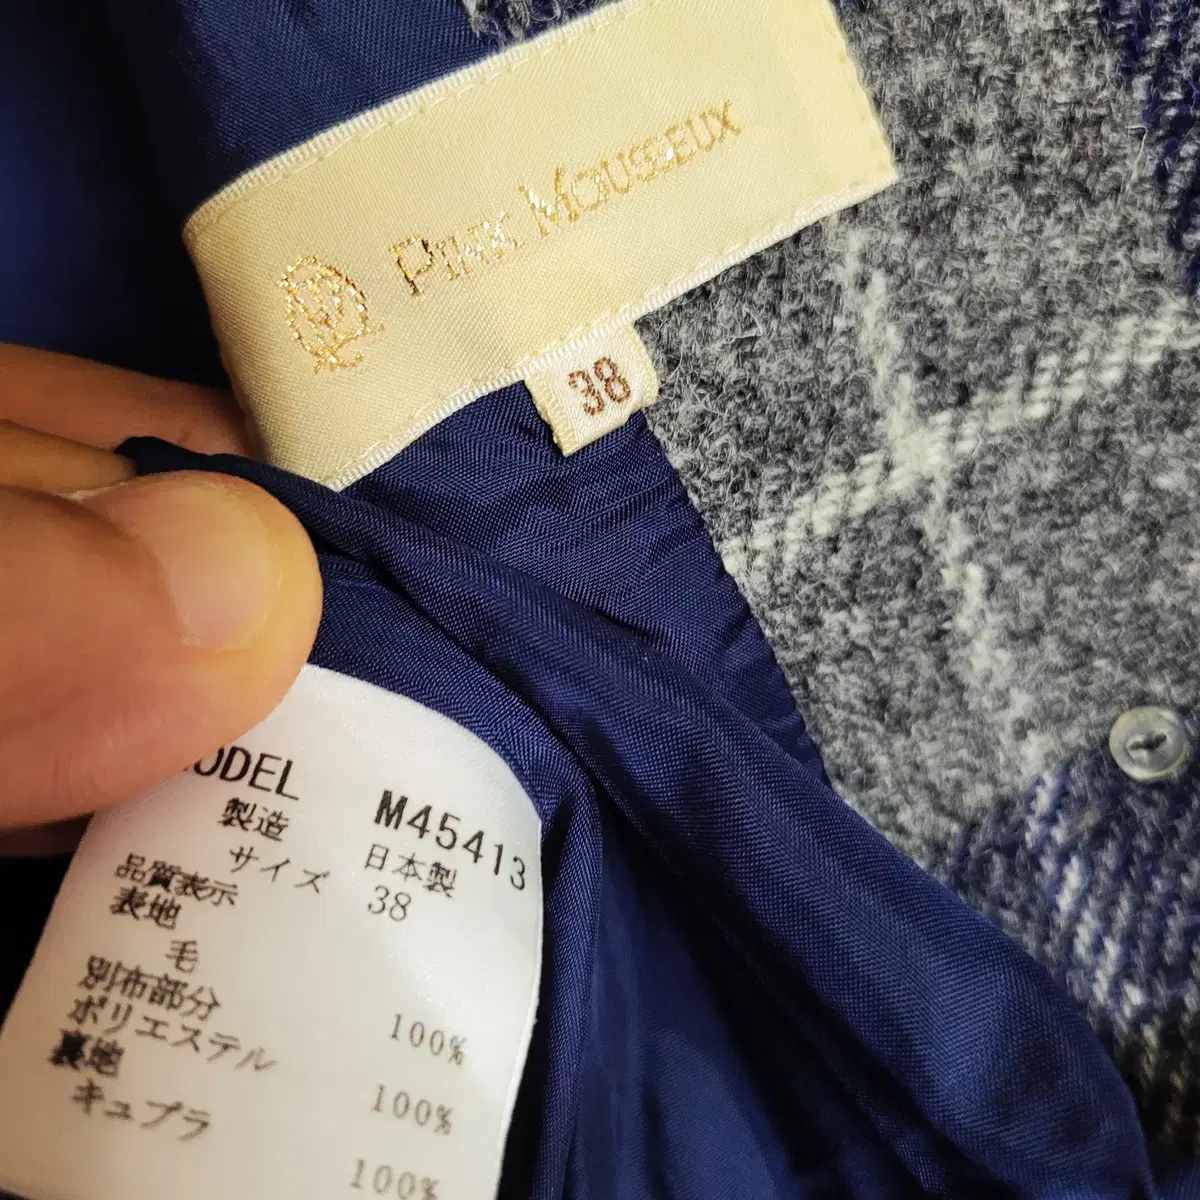 PINK MOUSSEUX
38
MODEL M45413
製造 日本製
サイズ 38
品質表示
表地
毛 100%
別布部分
ポリエステル 100%
裏地
キュプラ 100%